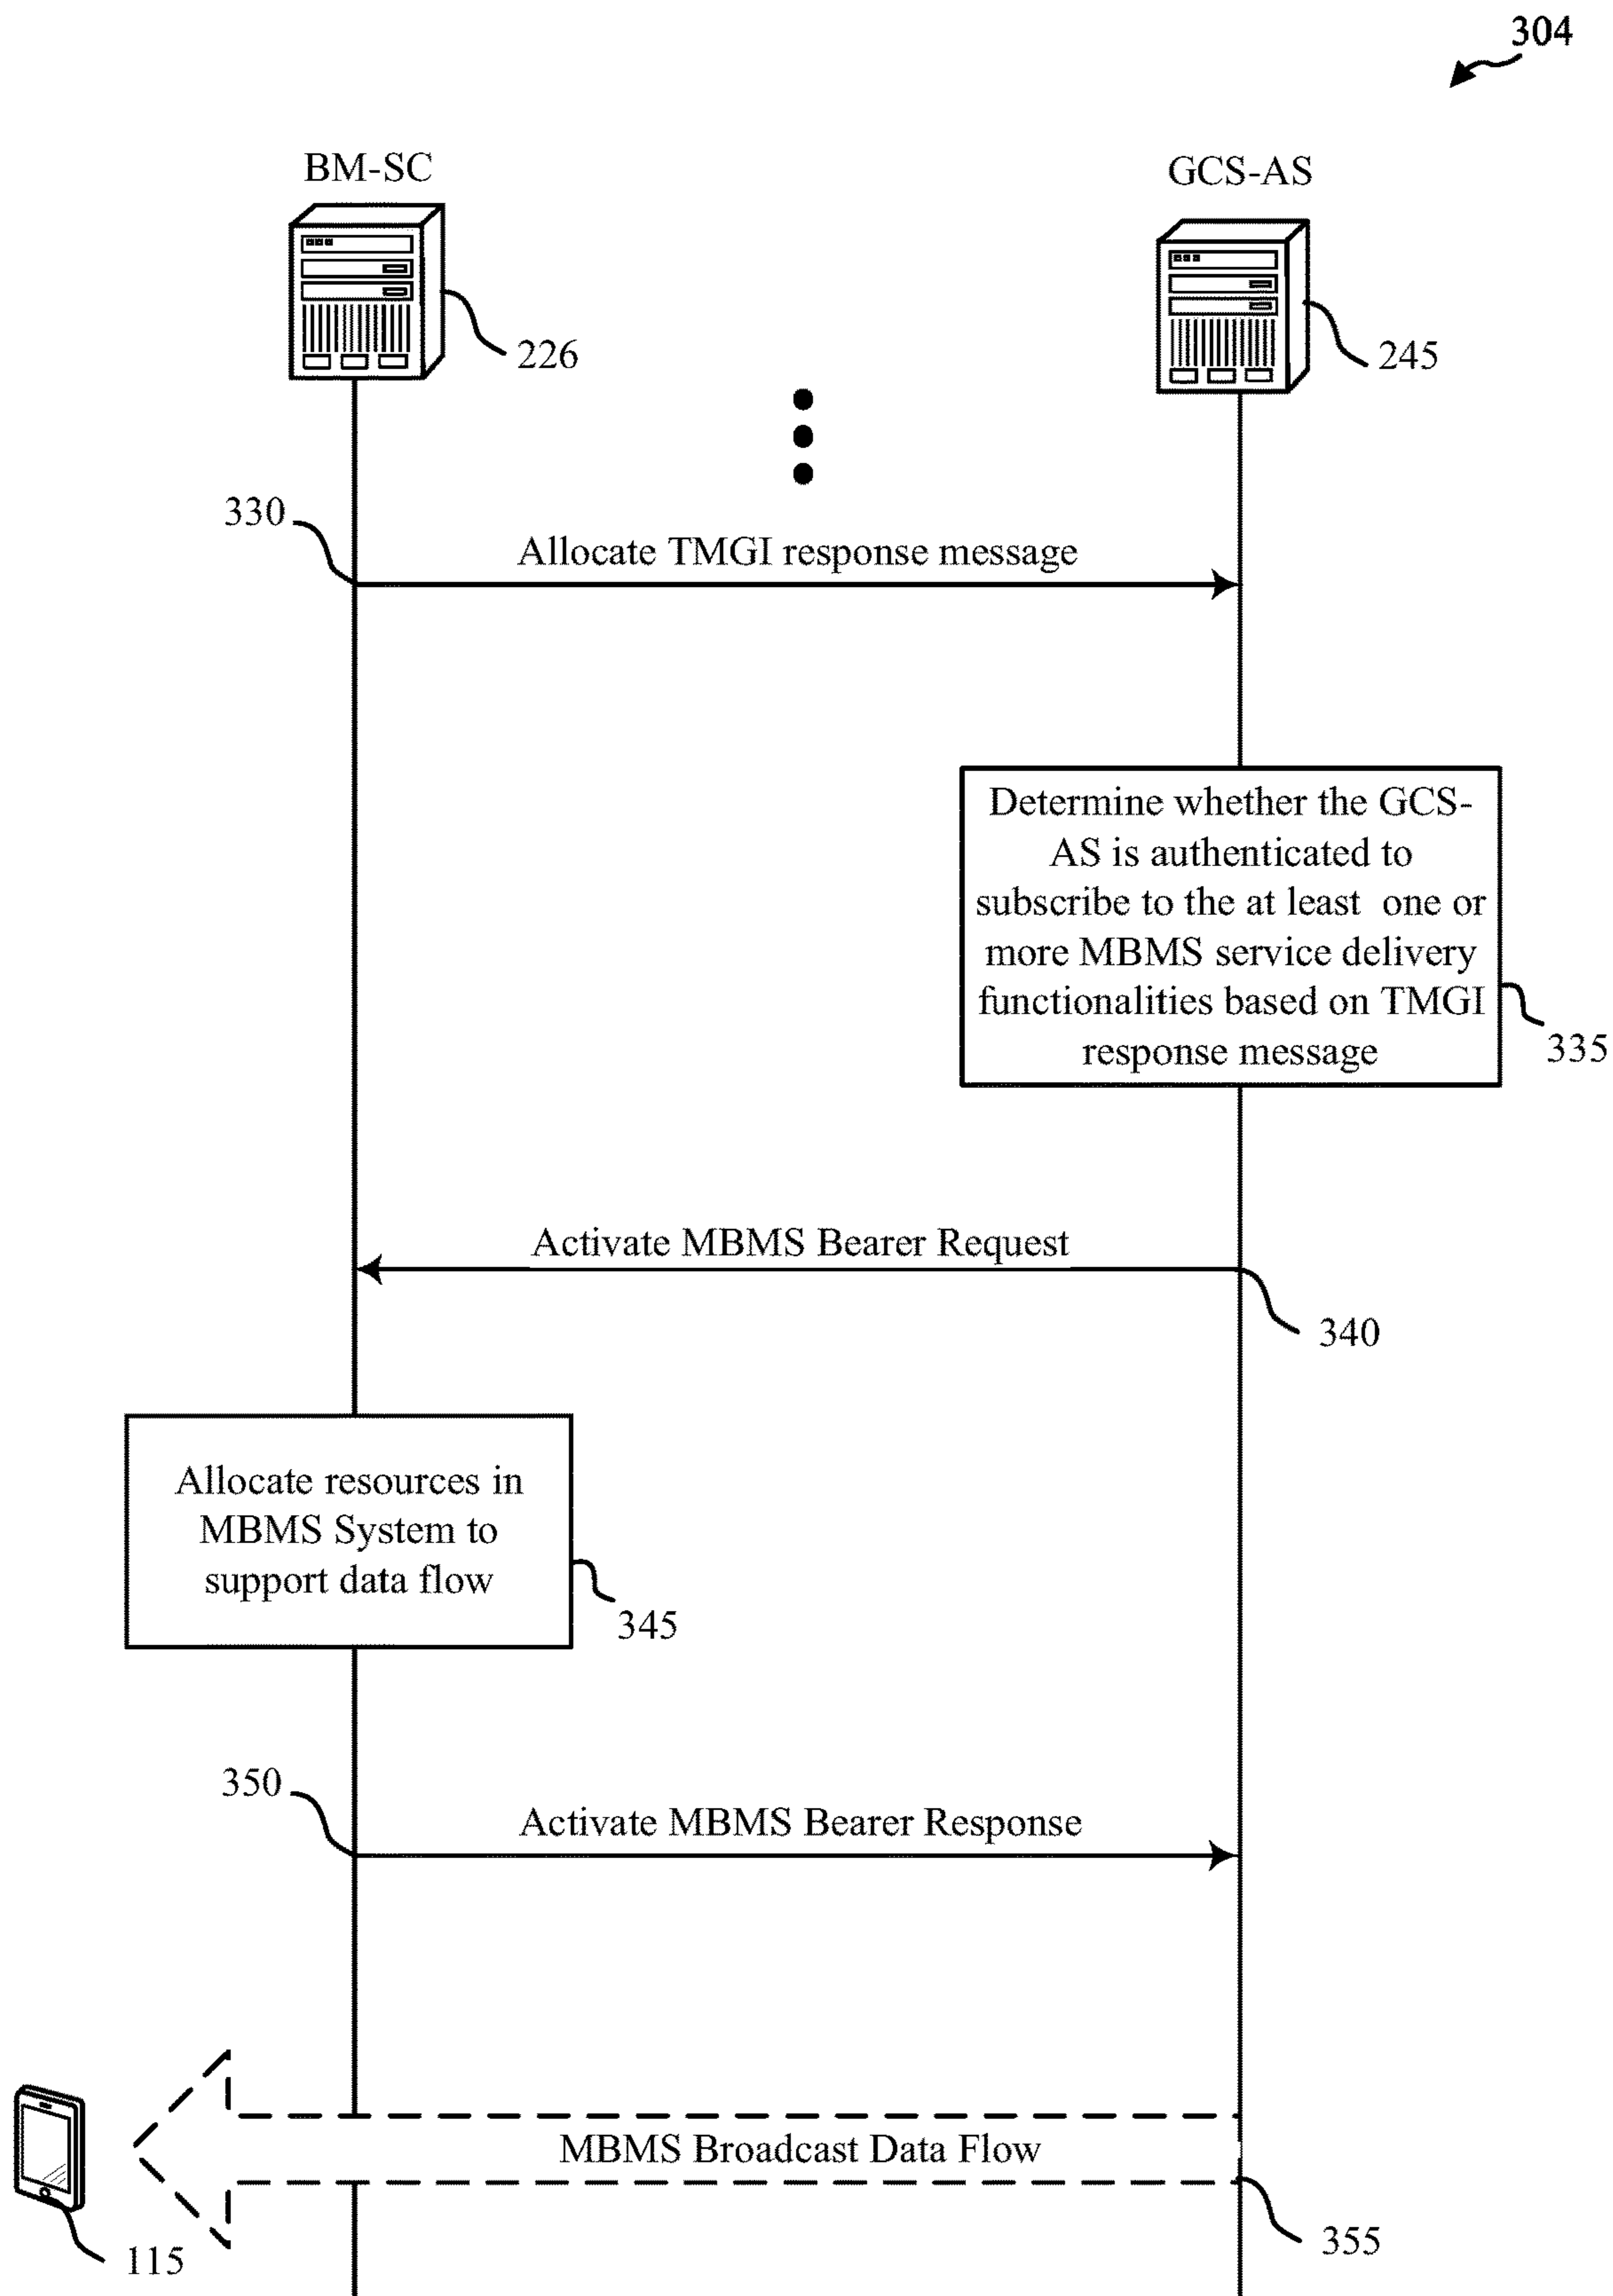 304
BM-SC
GCS-AS
226
245
330
Allocate TMGI response message
Determine whether the GCS-
AS is authenticated to
subscribe to the at least one or
more MBMS service delivery
functionalities based on TMGI
response message
335
Activate MBMS Bearer Request
340
Allocate resources in
MBMS System to
support data flow
345
350
Activate MBMS Bearer Response
MBMS Broadcast Data Flow
355
115